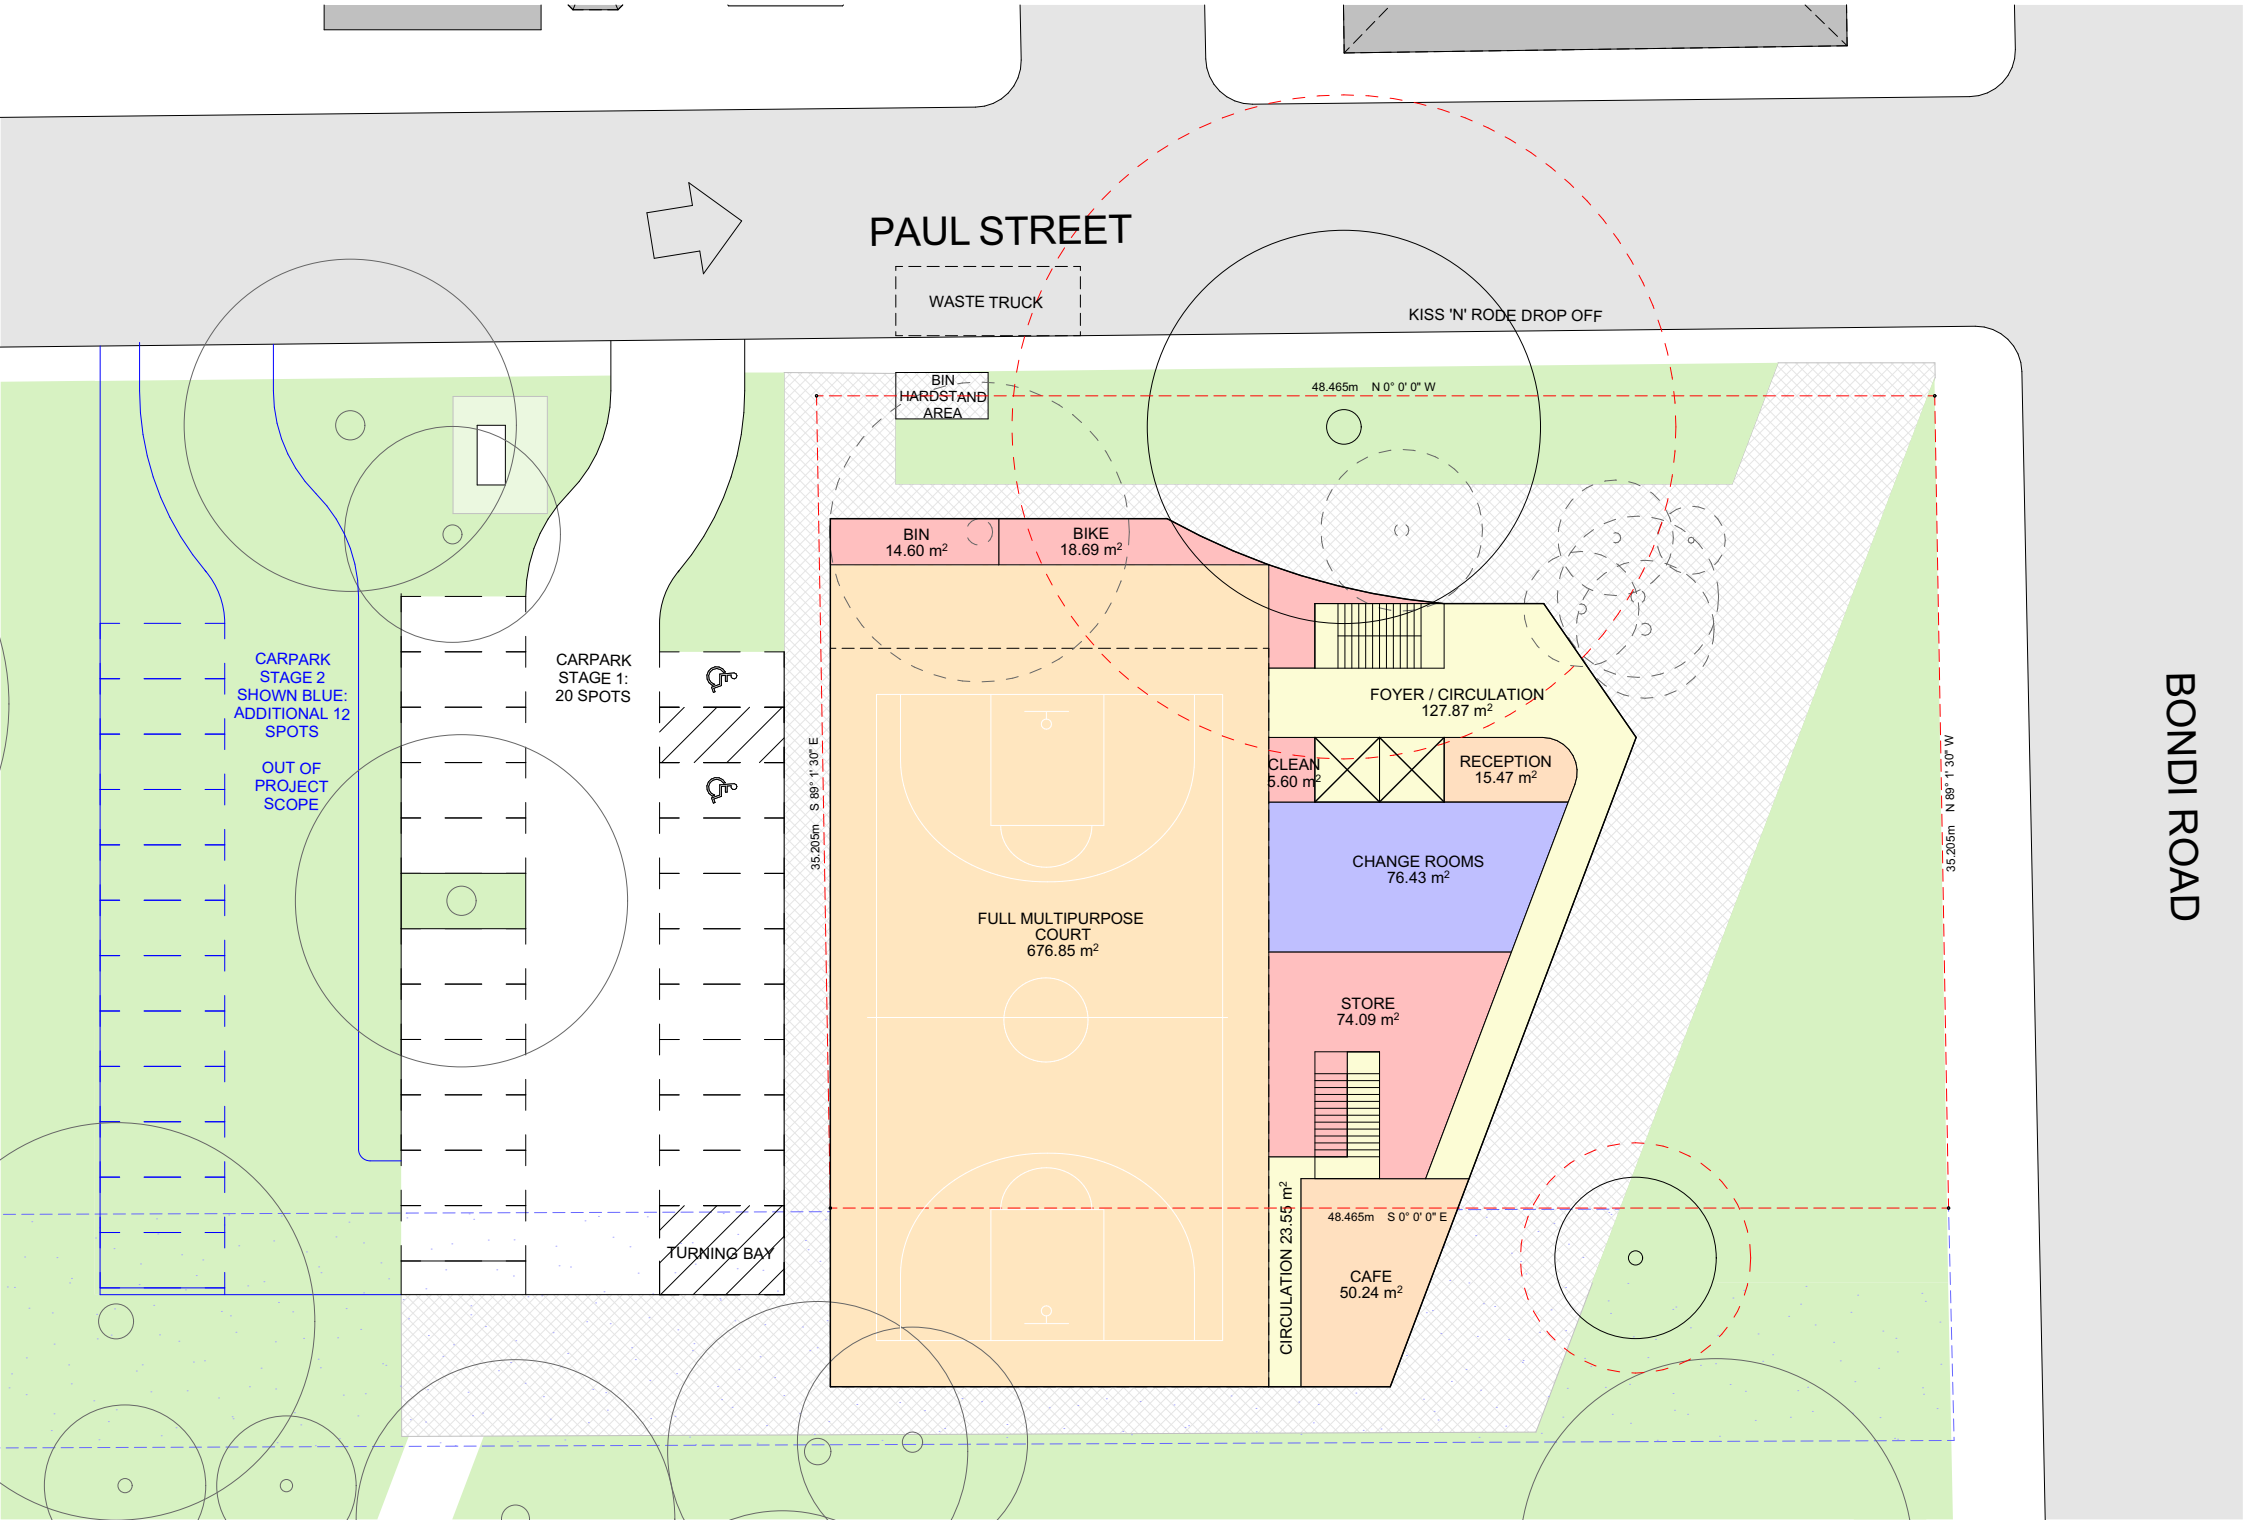 PAUL STREET
WASTE TRUCK
KISS 'N' RODE DROP OFF
BIN
HARDSTAND
AREA
48.465m N 0° 0' 0" W
BIN
14.60 m²
BIKE
18.69 m²
CARPARK
STAGE 2
SHOWN BLUE:
ADDITIONAL 12
SPOTS
OUT OF
PROJECT
SCOPE
CARPARK
STAGE 1:
20 SPOTS
35.205m S 89° 1' 30" E
FOYER / CIRCULATION
127.87 m²
CLEAN
5.60 m²
RECEPTION
15.47 m²
CHANGE ROOMS
76.43 m²
FULL MULTIPURPOSE
COURT
676.85 m²
STORE
74.09 m²
35.205m N 89° 1' 30" W
BONDI ROAD
CIRCULATION 23.55 m²
48.465m S 0° 0' 0" E
TURNING BAY
CAFE
50.24 m²